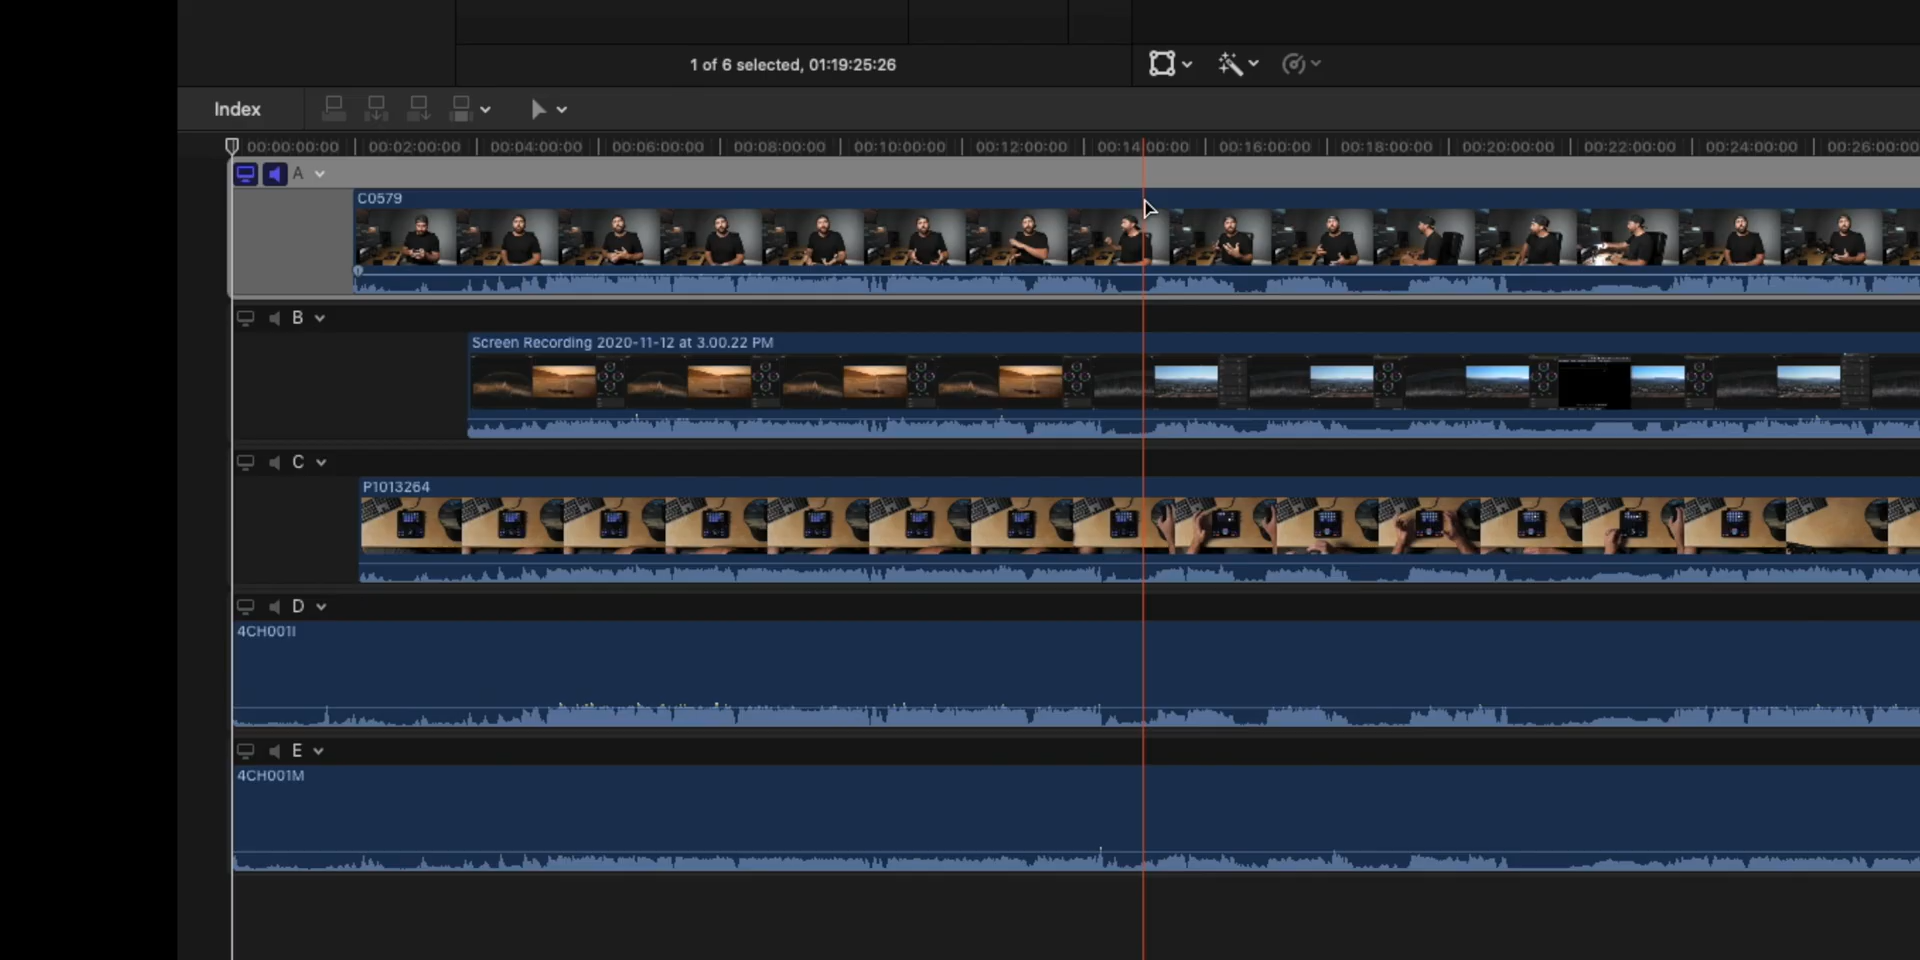 1 of 6 selected, 01:19:25:26
Index
00:00:00:00 00:02:00:00 00:04:00:00 00:06:00:00 00:08:00:00 00:10:00:00 00:12:00:00 00:14:00:00 00:16:00:00 00:18:00:00 00:20:00:00 00:22:00:00 00:24:00:00 00:26:00:00
A
C0579
B
Screen Recording 2020-11-12 at 3.00.22 PM
C
P1013264
D
4CH001I
E
4CH001M